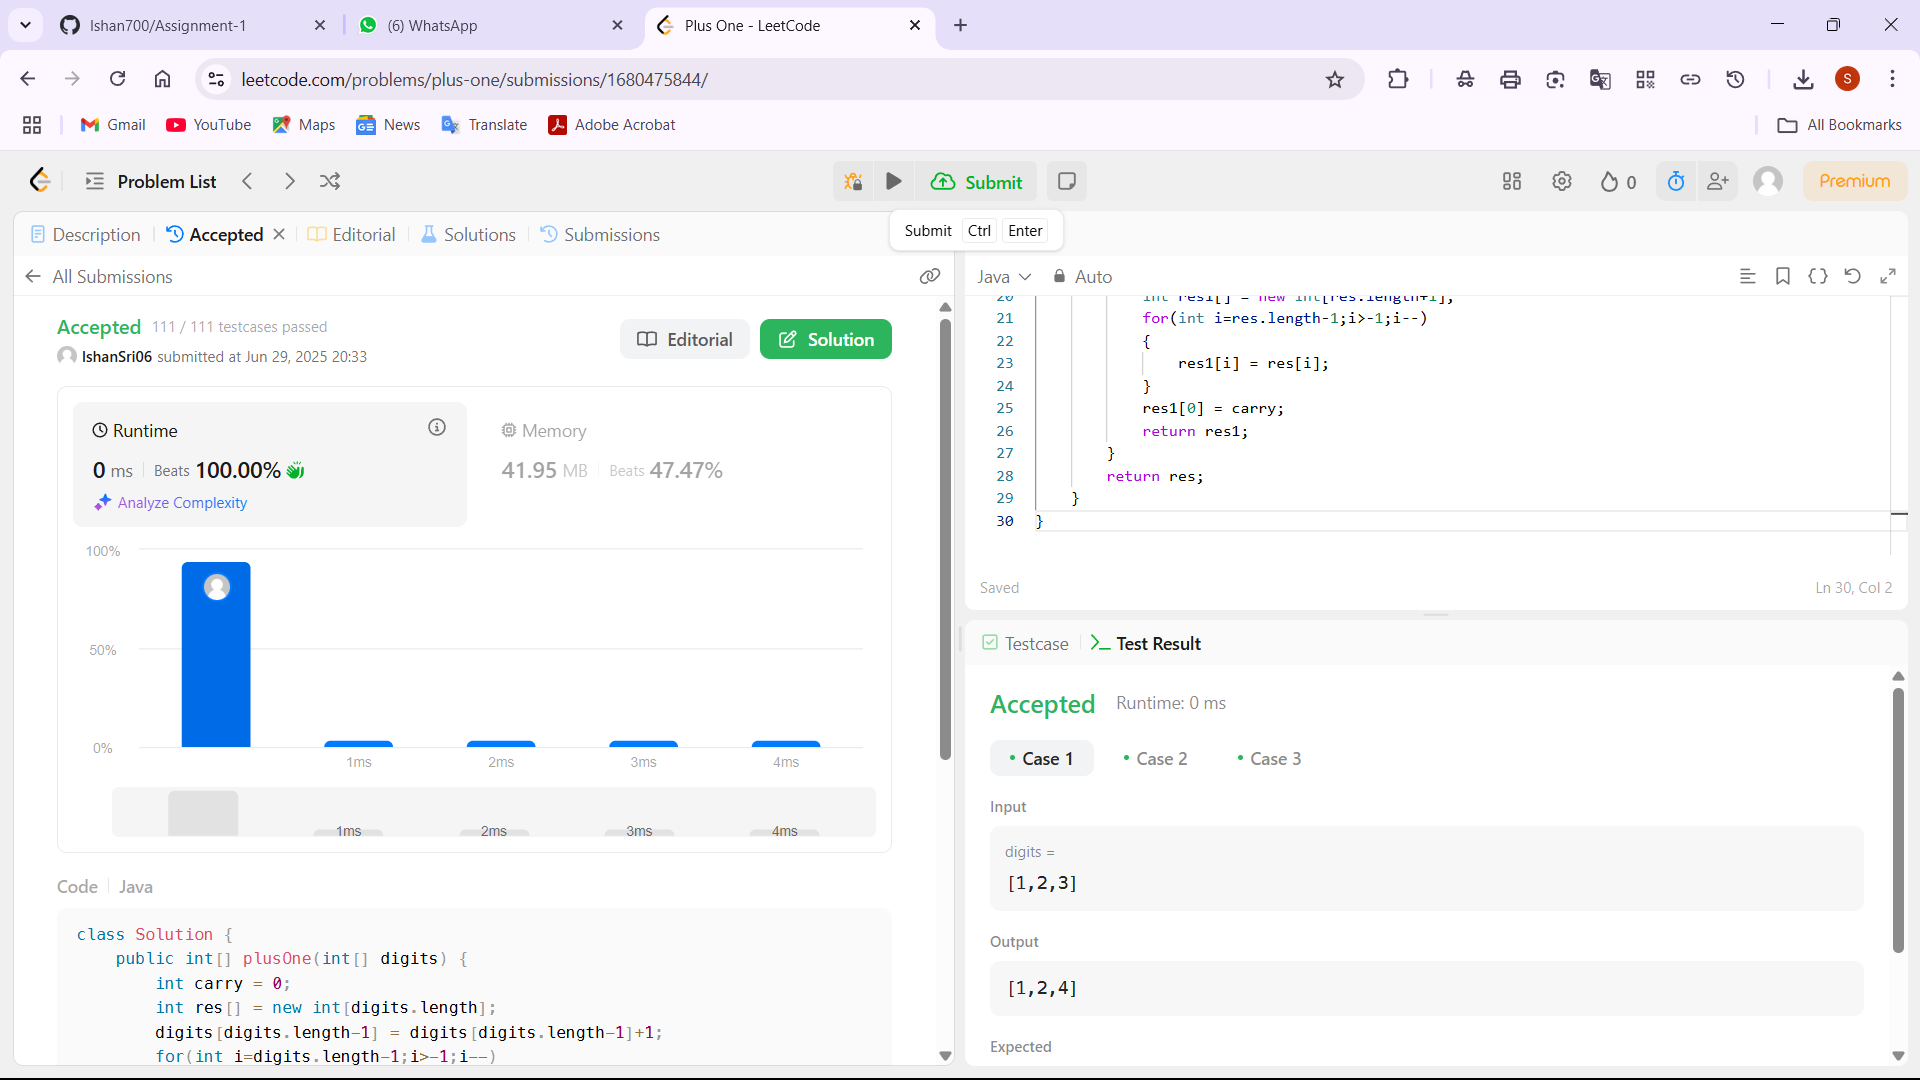 Ishan700/Assignment-1
(6) WhatsApp
Plus One - LeetCode
leetcode.com/problems/plus-one/submissions/1680475844/
S
Gmail
YouTube
Maps
News
Translate
Adobe Acrobat
All Bookmarks
Problem List
Submit
0
Premium
Description
Accepted
Editorial
Solutions
Submissions
Submit Ctrl Enter
All Submissions
Accepted 111 / 111 testcases passed
IshanSri06 submitted at Jun 29, 2025 20:33
Editorial
Solution
Runtime
0 ms Beats 100.00%
Analyze Complexity
Memory
41.95 MB Beats 47.47%
100%
50%
0%
1ms 2ms 3ms 4ms
1ms 2ms 3ms 4ms
Code Java
class Solution {
public int[] plusOne(int[] digits) {
int carry = 0;
int res[] = new int[digits.length];
digits[digits.length-1] = digits[digits.length-1]+1;
for(int i=digits.length-1;i>-1;i--)
Java Auto
20 int res1[] = new int[res.length+1];
21 for(int i=res.length-1;i>-1;i--)
22 {
23 res1[i] = res[i];
24 }
25 res1[0] = carry;
26 return res1;
27 }
28 return res;
29 }
30 }
Saved
Ln 30, Col 2
Testcase
Test Result
Accepted Runtime: 0 ms
Case 1
Case 2
Case 3
Input
digits =
[1,2,3]
Output
[1,2,4]
Expected